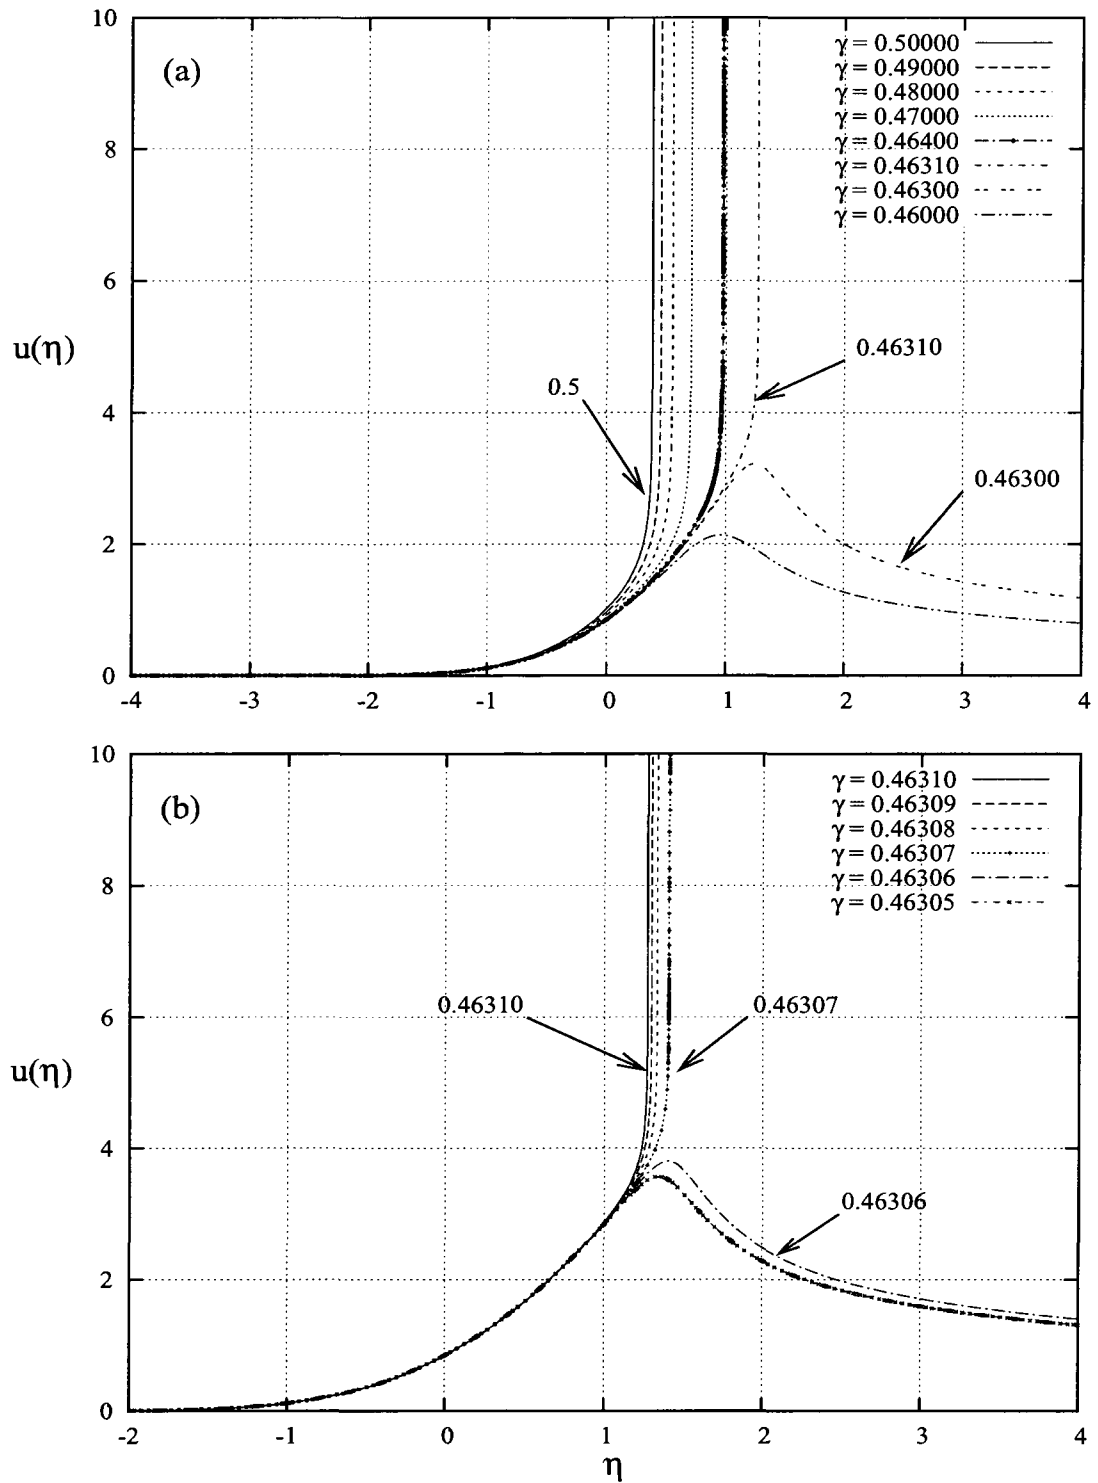 10
8
6
4
2
0
u(η)
(a)
γ = 0.50000
γ = 0.49000
γ = 0.48000
γ = 0.47000
γ = 0.46400
γ = 0.46310
γ = 0.46300
γ = 0.46000
0.46310
0.5
0.46300
-4 -3 -2 -1 0 1 2 3 4
10
8
6
4
2
0
u(η)
(b)
γ = 0.46310
γ = 0.46309
γ = 0.46308
γ = 0.46307
γ = 0.46306
γ = 0.46305
0.46310
0.46307
0.46306
-2 -1 0 1 2 3 4
η